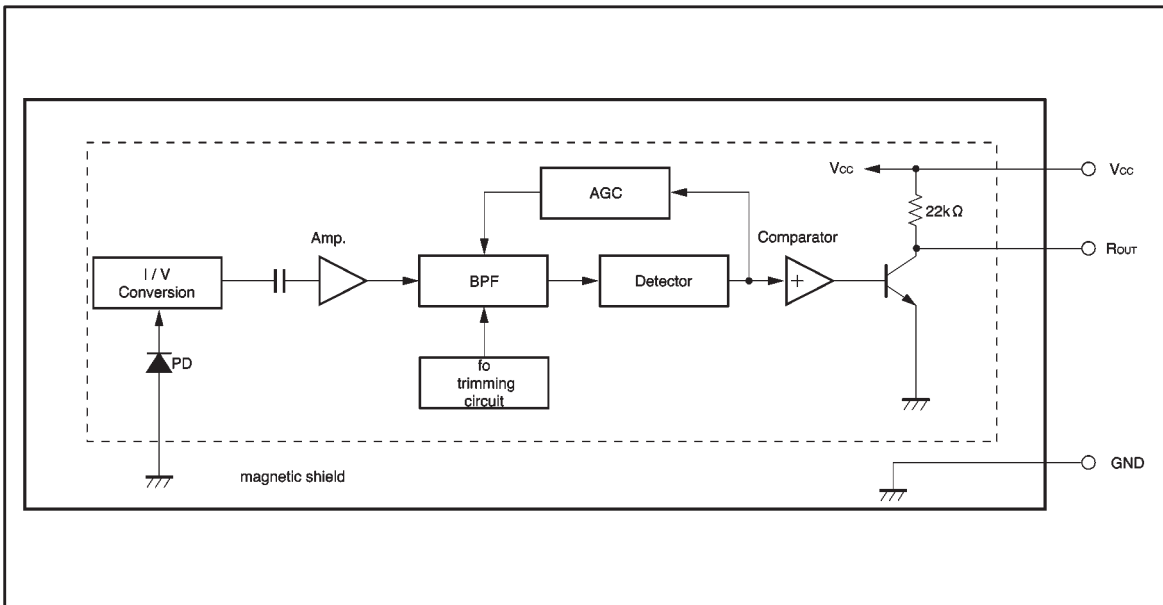 Vcc
Vcc
AGC
22kΩ
Amp.
Comparator
ROUT
I / V
Conversion
BPF
Detector
+
PD
fo
trimming
circuit
magnetic shield
GND